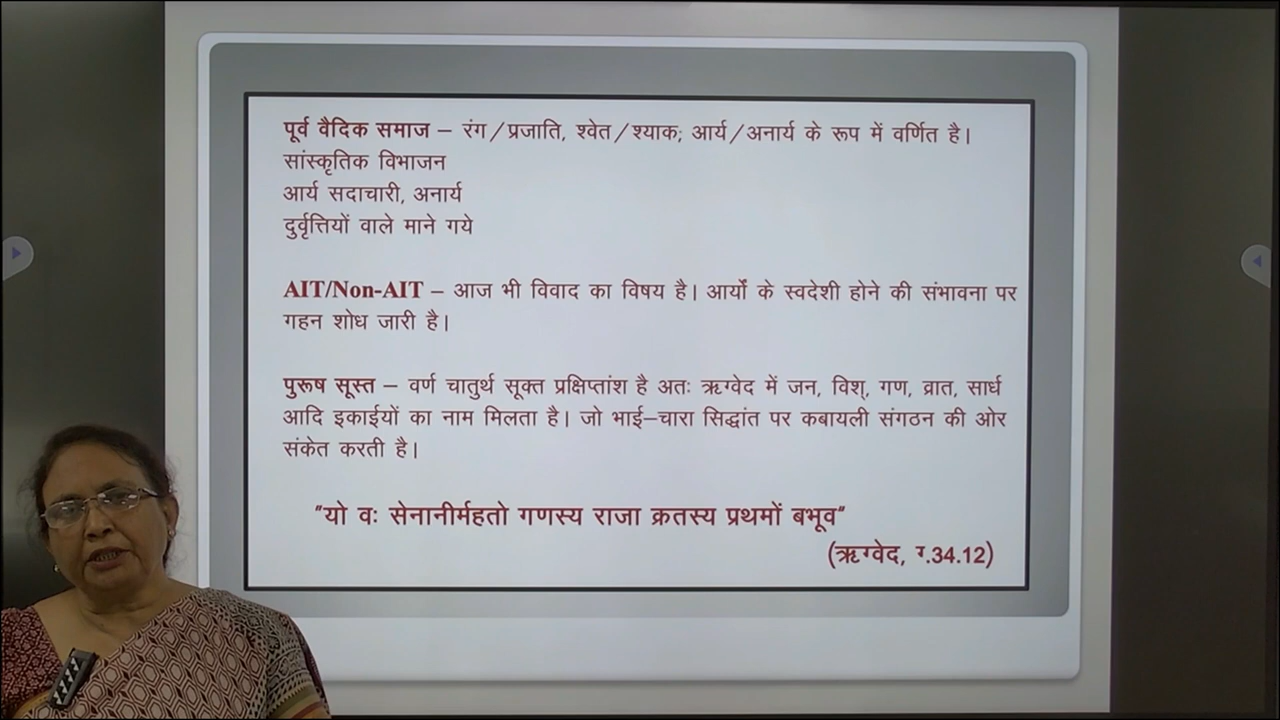 पूर्व वैदिक समाज – रंग/प्रजाति, श्वेत/श्याक; आर्य/अनार्य के रूप में वर्णित है।
सांस्कृतिक विभाजन
आर्य सदाचारी, अनार्य
दुर्वृत्तियों वाले माने गये
AIT/Non-AIT – आज भी विवाद का विषय है। आर्यों के स्वदेशी होने की संभावना पर
गहन शोध जारी है।
पुरूष सूस्त – वर्ण चातुर्थ सूक्त प्रक्षिप्तांश है अतः ऋग्वेद में जन, विश्, गण, व्रात, सार्ध
आदि इकाईयों का नाम मिलता है। जो भाई–चारा सिद्धांत पर कबायली संगठन की ओर
संकेत करती है।
"यो वः सेनानीर्महतो गणस्य राजा क्रतस्य प्रथमों बभूव"
(ऋग्वेद, .34.12)